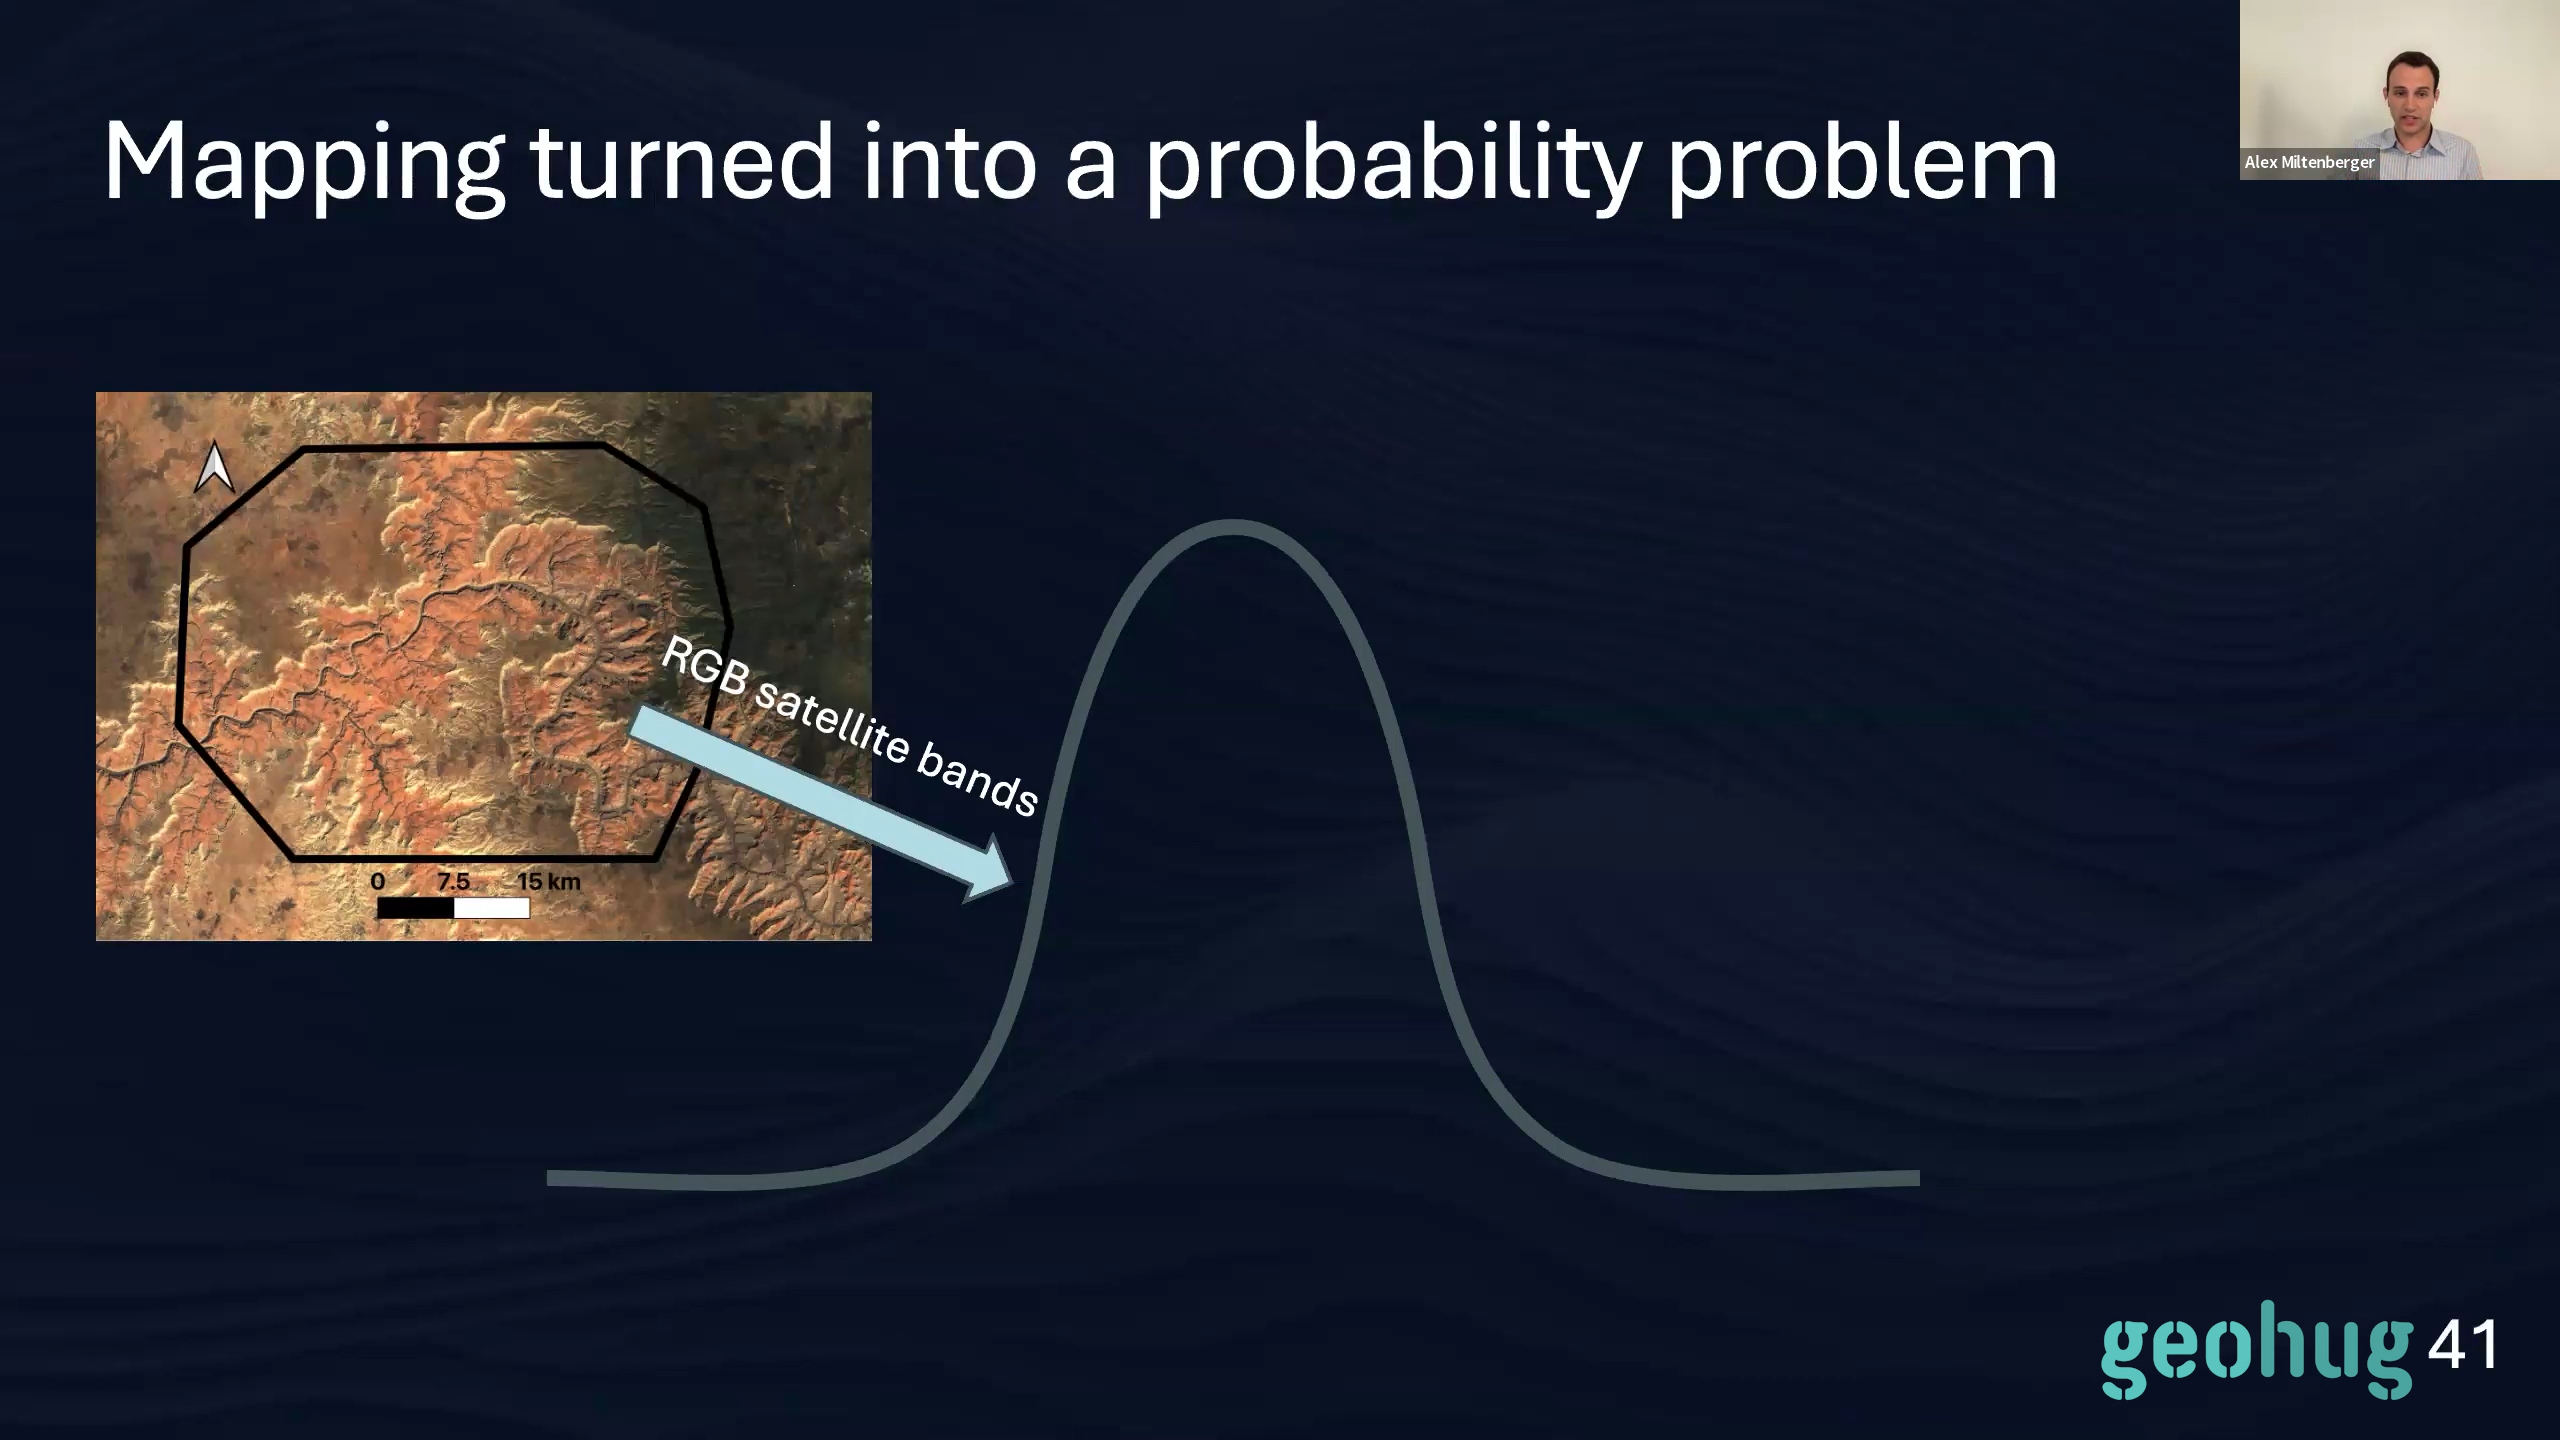 Mapping turned into a probability problem
Alex Miltenberger
RGB satellite bands
0 7.5 15 km
geohug 41